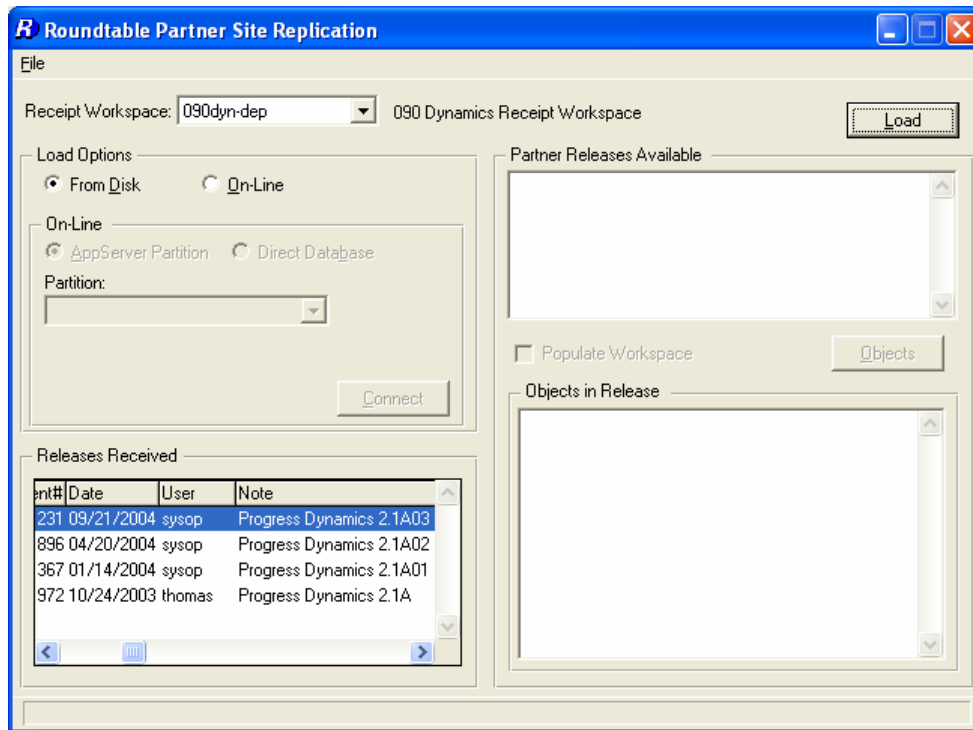 Roundtable Partner Site Replication
File
Receipt Workspace: 090dyn-dep 090 Dynamics Receipt Workspace Load
Load Options
From Disk On-Line
On-Line
AppServer Partition Direct Database
Partition:
Connect
Partner Releases Available
Populate Workspace Objects
Objects in Release
Releases Received
ent# Date User Note
231 09/21/2004 sysop Progress Dynamics 2.1A03
896 04/20/2004 sysop Progress Dynamics 2.1A02
367 01/14/2004 sysop Progress Dynamics 2.1A01
972 10/24/2003 thomas Progress Dynamics 2.1A